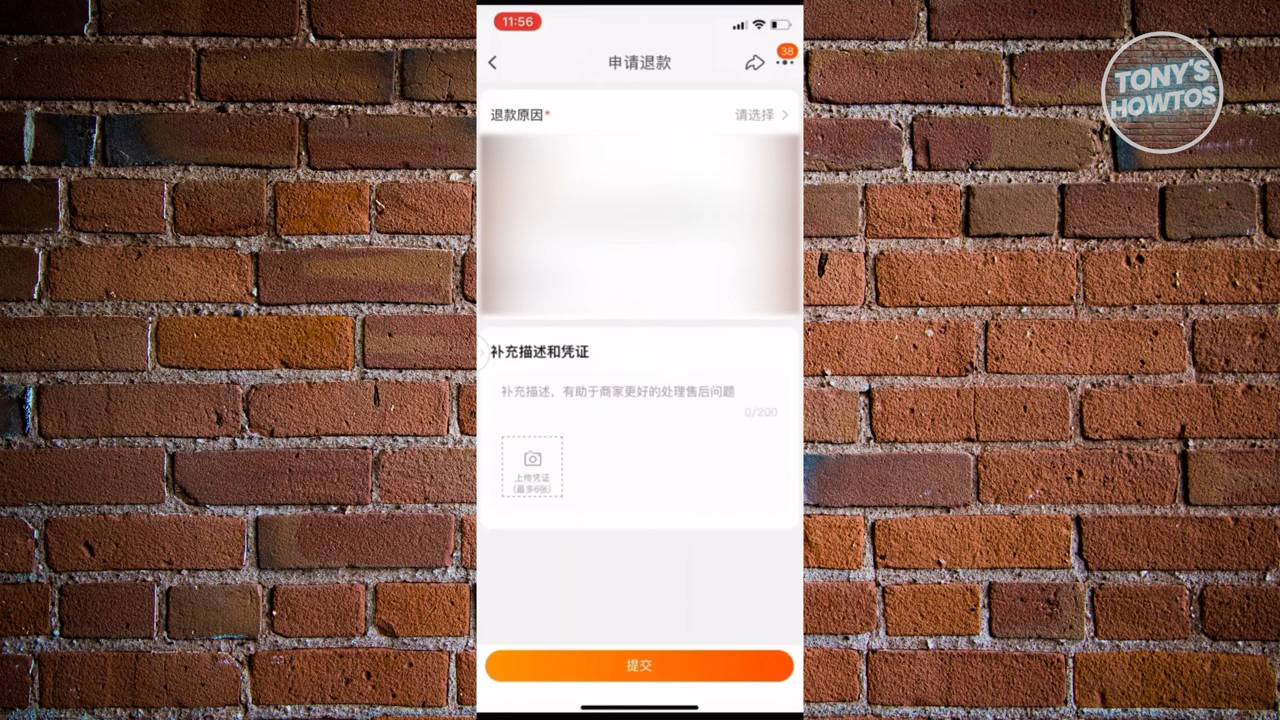 11:56
申请退款
38
退款原因*
请选择
补充描述和凭证
补充描述，有助于商家更好的处理售后问题
0/200
上传凭证
(最多6张)
提交
TONY'S
HOWTOS